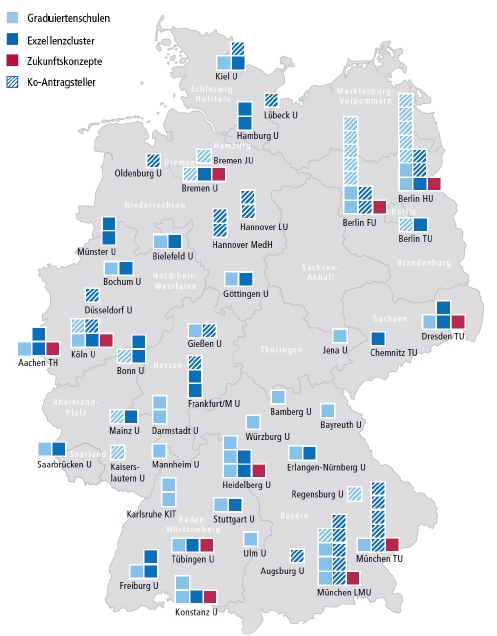 Graduiertenschulen
Exzellenzcluster
Zukunftskonzepte
Ko-Antragsteller
Kiel U
Schleswig-
Holstein
Lübeck U
Mecklenburg-
Vorpommern
Hamburg U
Hamburg
Bremen JU
Bremen
Oldenburg U
Bremen U
Niedersachsen
Hannover LU
Hannover MedH
Berlin HU
Berlin
Berlin FU
Berlin TU
Brandenburg
Münster U
Bielefeld U
Bochum U
Nordrhein-
Westfalen
Göttingen U
Sachsen-
Anhalt
Düsseldorf U
Sachsen
Dresden TU
Köln U
Gießen U
Jena U
Chemnitz TU
Aachen TH
Bonn U
Hessen
Thüringen
Rheinland-
Pfalz
Frankfurt/M U
Bamberg U
Bayreuth U
Mainz U
Darmstadt U
Würzburg U
Saarland
Saarbrücken U
Kaisers-
lautern U
Mannheim U
Heidelberg U
Erlangen-Nürnberg U
Regensburg U
Karlsruhe KIT
Stuttgart U
Baden-
Württemberg
Bayern
Ulm U
Tübingen U
Augsburg U
München TU
Freiburg U
Konstanz U
München LMU